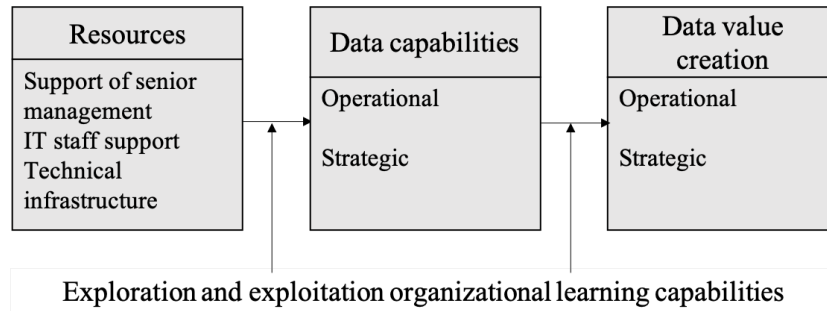 Resources
Support of senior
management
IT staff support
Technical
infrastructure
Data capabilities
Operational
Strategic
Data value
creation
Operational
Strategic
Exploration and exploitation organizational learning capabilities